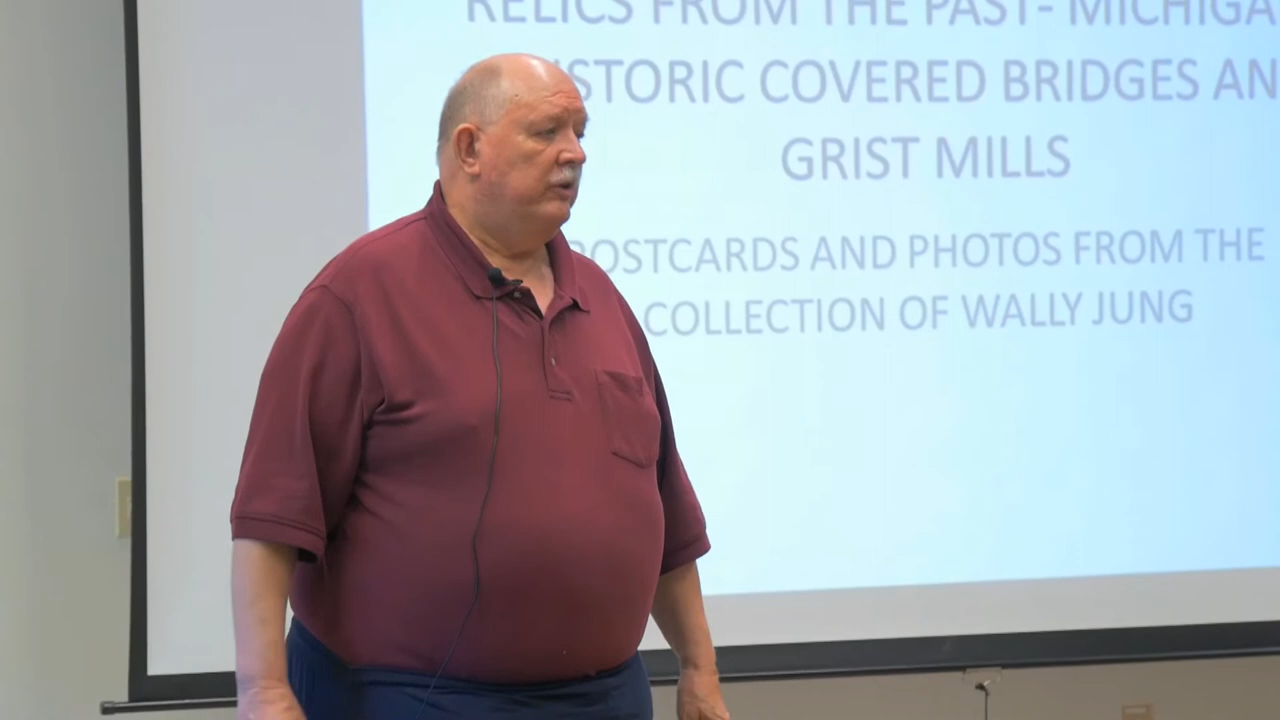 RELICS FROM THE PAST- MICHIGA
ISTORIC COVERED BRIDGES AN
GRIST MILLS
POSTCARDS AND PHOTOS FROM THE
COLLECTION OF WALLY JUNG